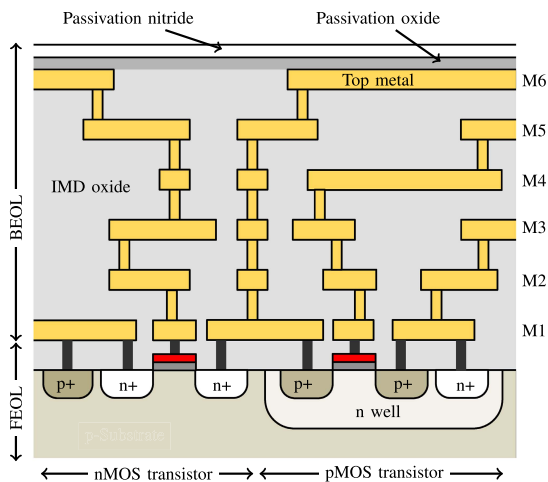 Passivation nitride
Passivation oxide
Top metal
M6
M5
IMD oxide
M4
M3
M2
M1
BEOL
FEOL
p+
n+
n+
p+
p+
n+
n well
p-Substrate
nMOS transistor
pMOS transistor